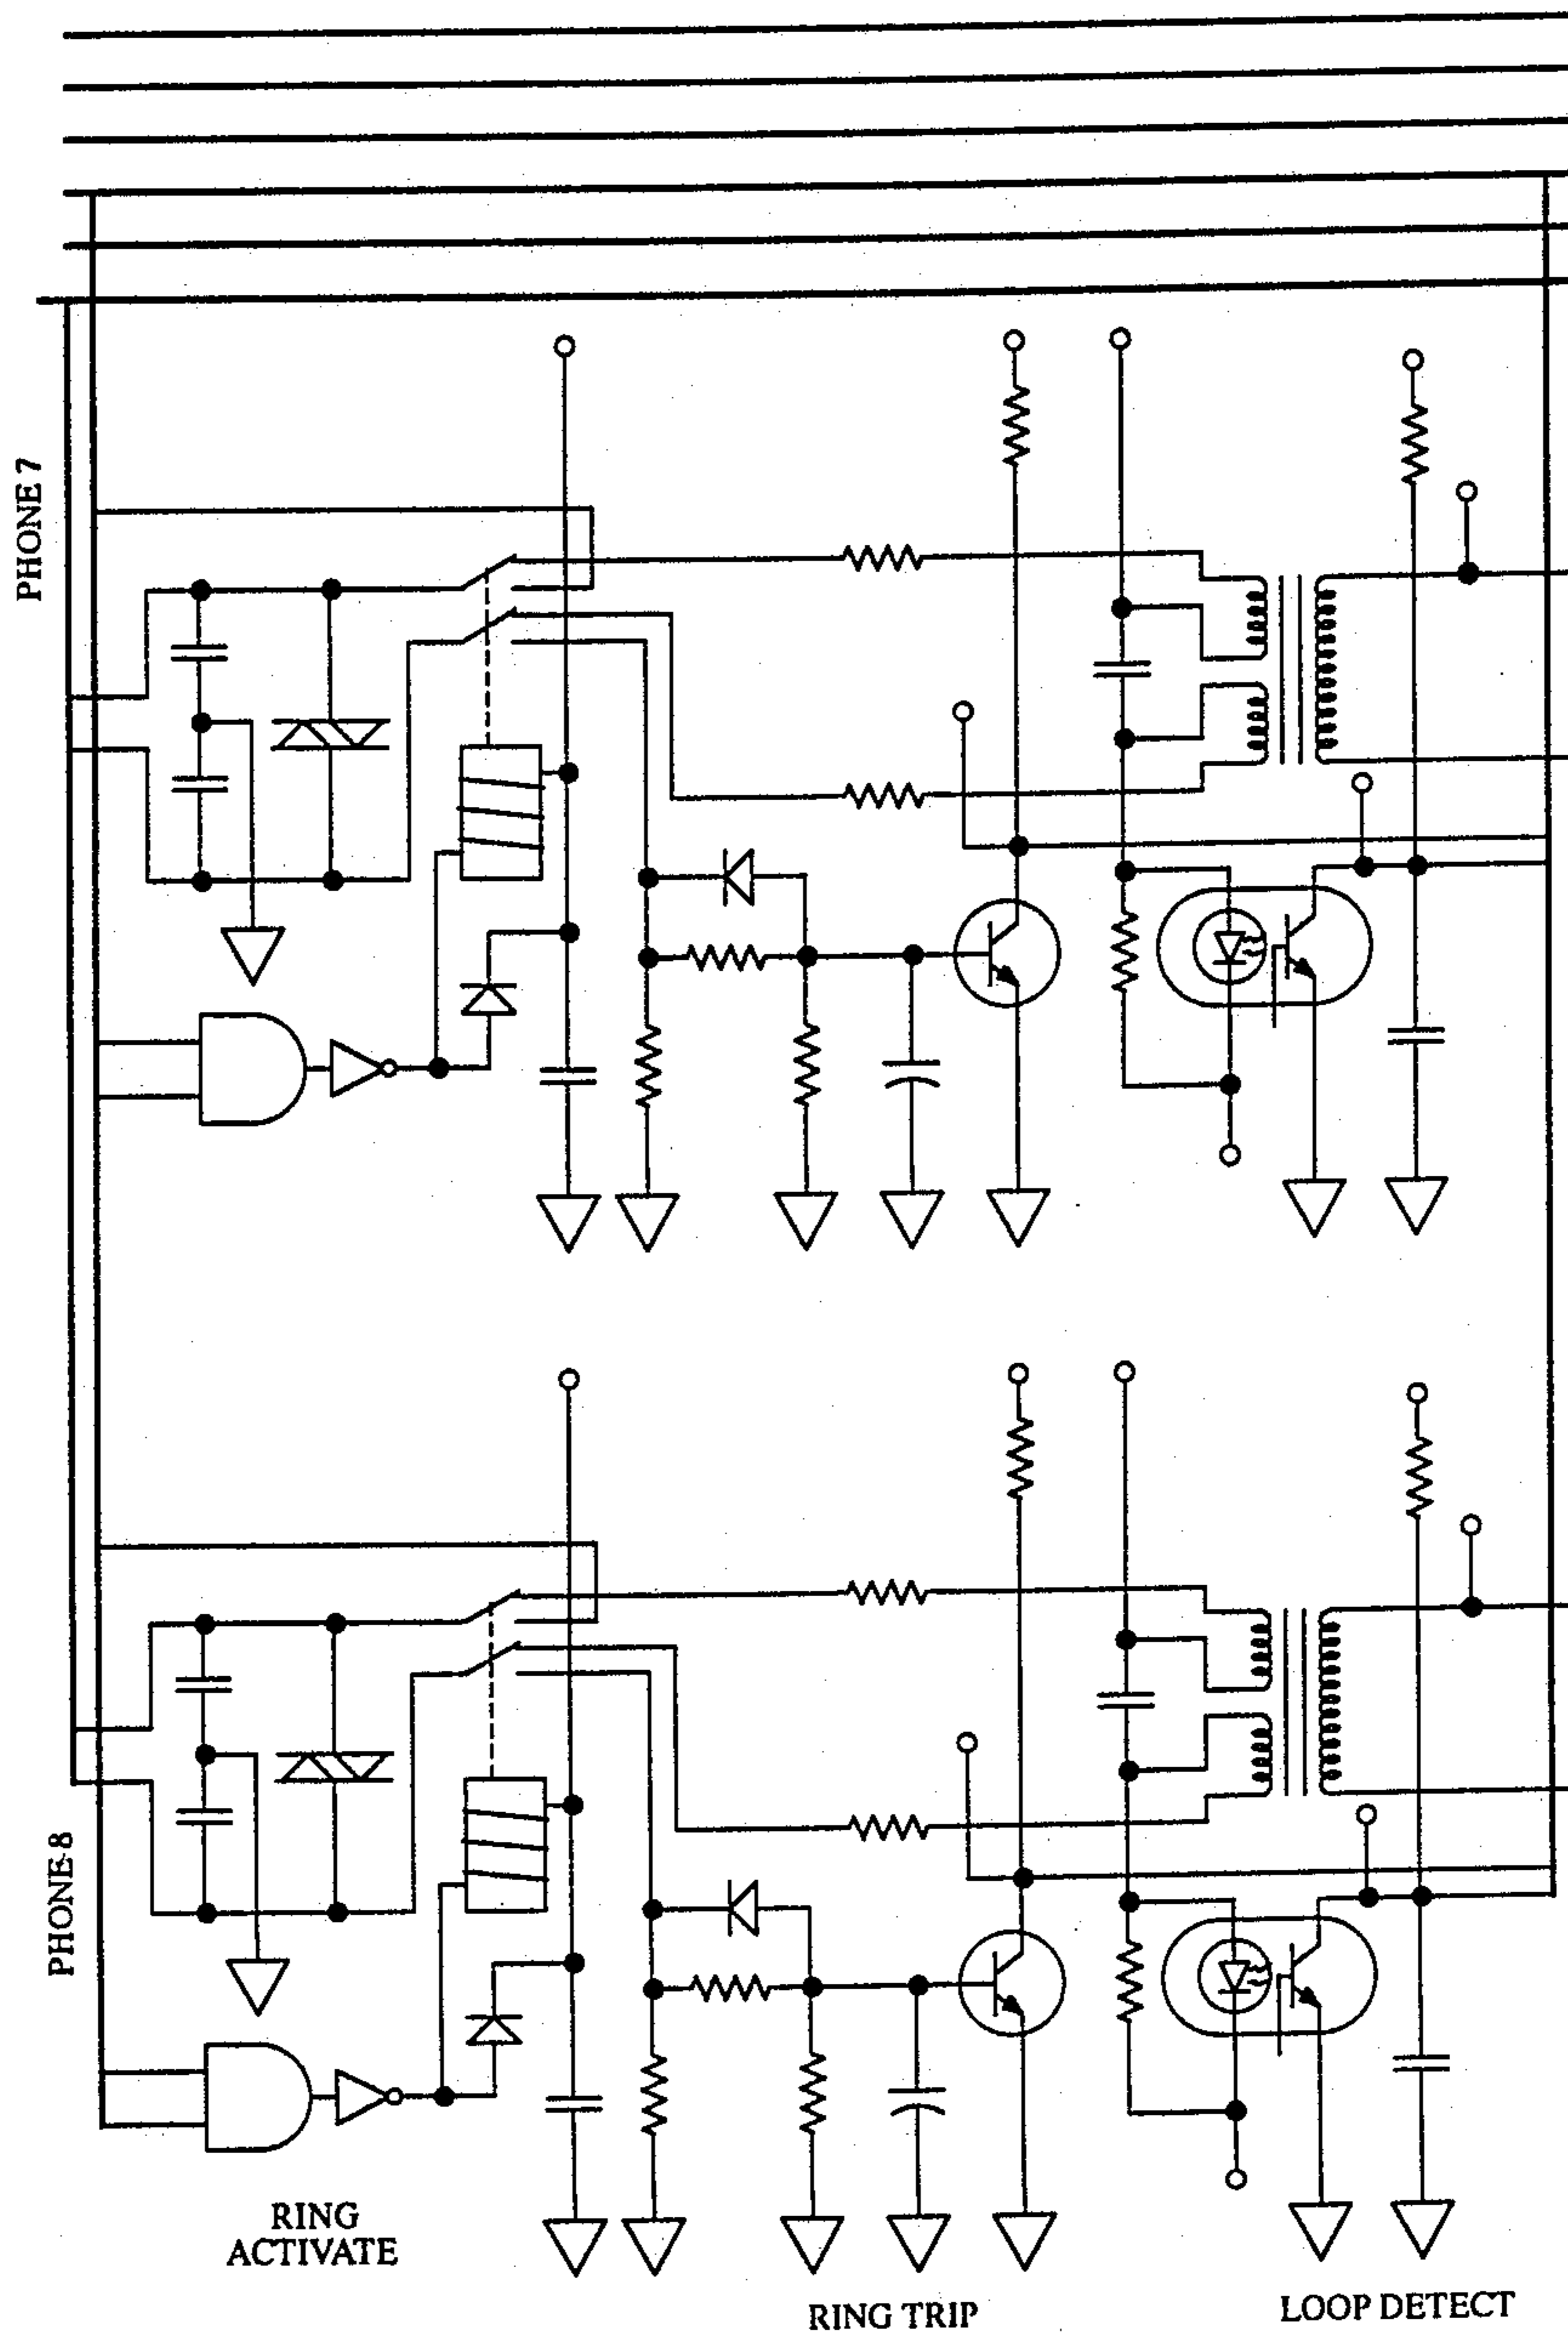 PHONE 7
PHONE 8
RING
ACTIVATE
RING TRIP
LOOP DETECT